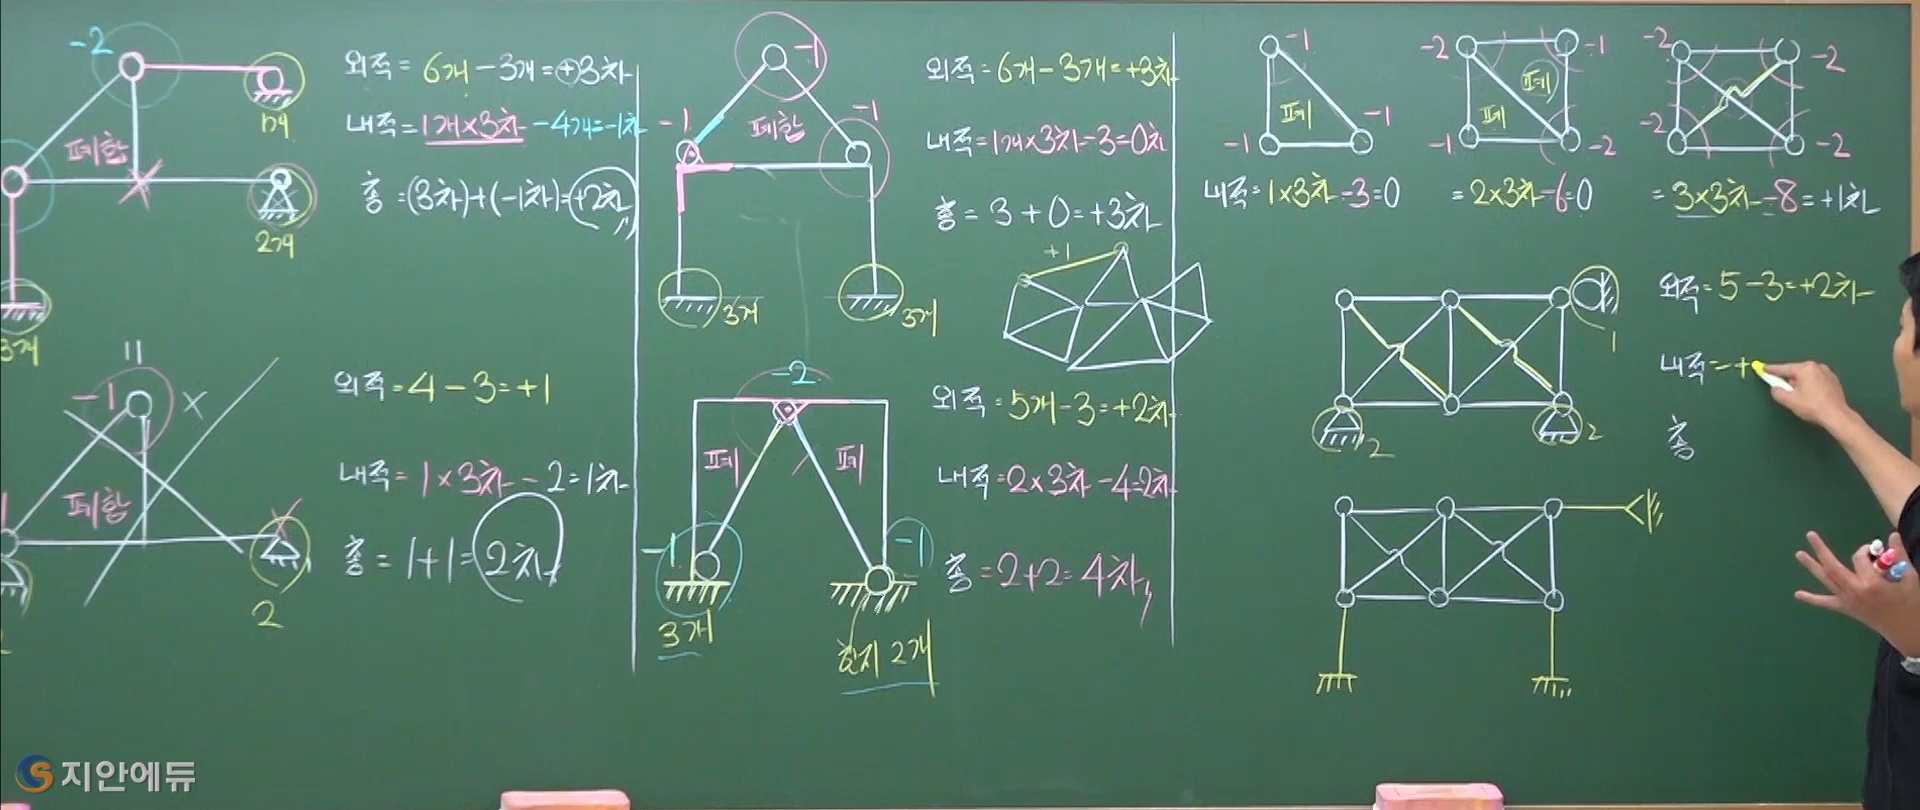 -2
외적 = 6개 - 3개 = +3차
1개
내적 = 1개×3차 - 4개 = -1차
폐합
총 = (3차)+(-1차) = +2차
2개
3개
-1
11
X
외적 = 4 - 3 = +1
내적 = 1×3차 - 2 = 1차
폐합
총 = 1+1 = 2차
2
-1
외적 = 6개 - 3개 = +3차
-1
-1
폐합
내적 = 1개×3차 - 3 = 0차
총 = 3 + 0 = +3차
3개
3개
+1
-2
외적 = 5개 - 3 = +2차
폐
폐
내적 = 2×3차 - 4 = 2차
-1
-1
총 = 2+2 = 4차
3개
힌지 2개
-1
폐
-1
-1
-2
-1
폐
폐
-1
-2
-2
-2
-2
-2
내적 = 1×3차 - 3 = 0
= 2×3차 - 6 = 0
= 3×3차 - 8 = +1차
외적 = 5 - 3 = +2차
1
내적 = +
2
2
총
지안에듀